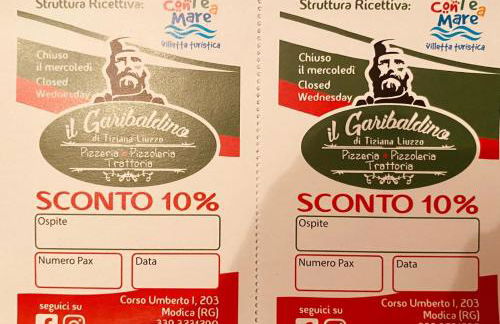 Struttura Ricettiva:
Con Te a
Mare
Villetta turistica
Chiuso
il mercoledì
Closed
Wednesday
il Garibaldino
di Tiziana Liuzzo
Pizzeria Pizzoleria
Trattoria
SCONTO 10%
Ospite
Numero Pax
Data
seguici su
Corso Umberto I, 203
Modica (RG)
Struttura Ricettiva:
Con Te a
Mare
Villetta turistica
Chiuso
il mercoledì
Closed
Wednesday
il Garibaldino
di Tiziana Liuzzo
Pizzeria Pizzoleria
Trattoria
SCONTO 10%
Ospite
Numero Pax
Data
seguici su
Corso Umberto I, 203
Modica (RG)